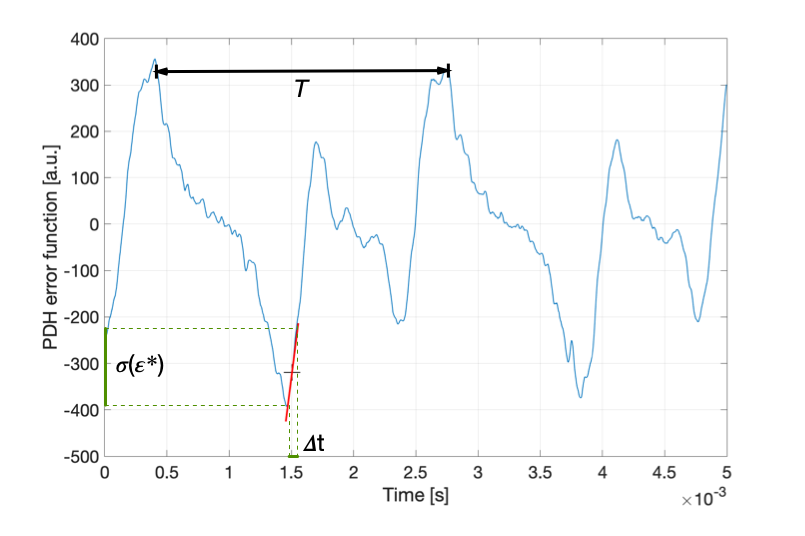 PDH error function [a.u.]
400
300
200
100
0
-100
-200
-300
-400
-500
T
σ(ε*)
Δt
0 0.5 1 1.5 2 2.5 3 3.5 4 4.5 5
Time [s]
×10⁻³